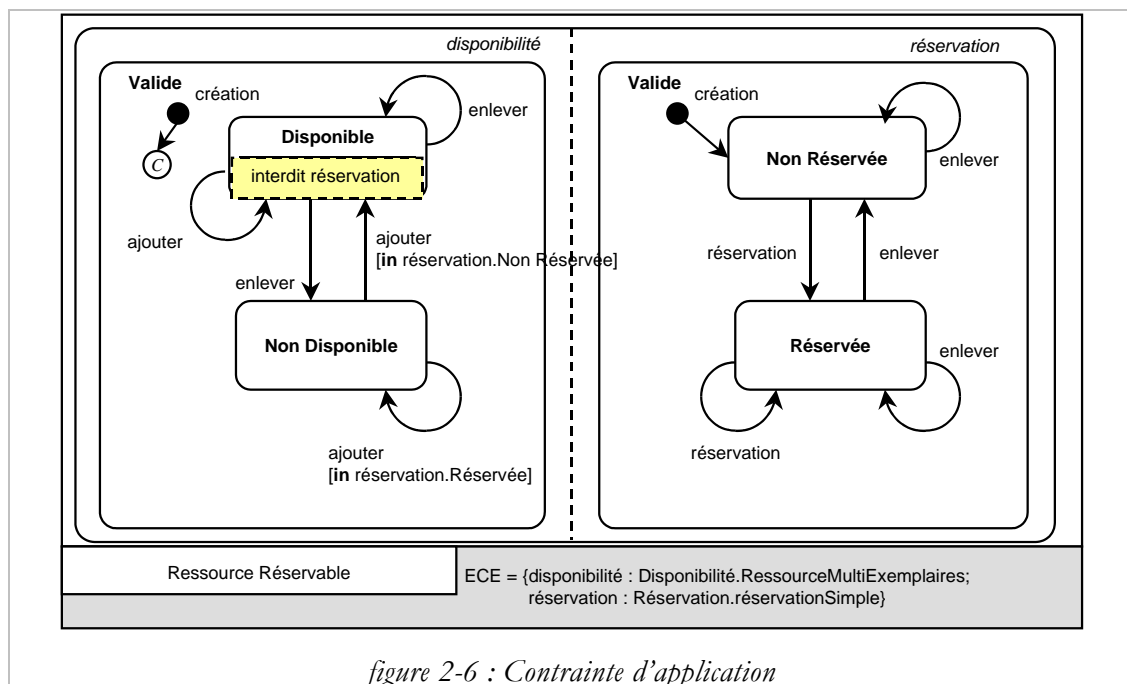 disponibilité
réservation
Valide
création
C
Disponible
interdit réservation
enlever
ajouter
enlever
ajouter
[in réservation.Non Réservée]
Non Disponible
ajouter
[in réservation.Réservée]
Valide
création
Non Réservée
enlever
réservation
enlever
Réservée
enlever
réservation
Ressource Réservable
ECE = {disponibilité : Disponibilité.RessourceMultiExemplaires;
réservation : Réservation.réservationSimple}
figure 2-6 : Contrainte d'application